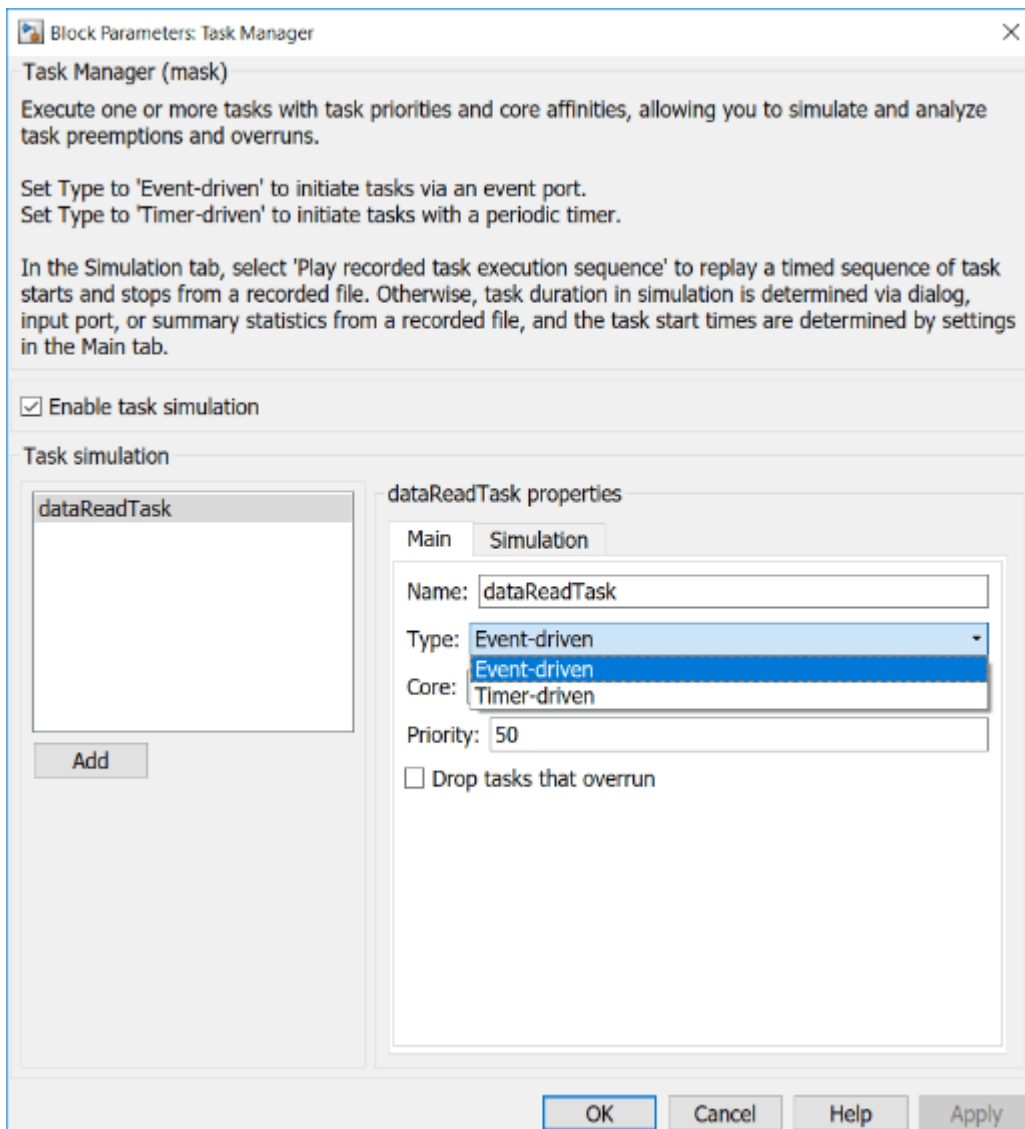 Block Parameters: Task Manager
Task Manager (mask)
Execute one or more tasks with task priorities and core affinities, allowing you to simulate and analyze
task preemptions and overruns.
Set Type to 'Event-driven' to initiate tasks via an event port.
Set Type to 'Timer-driven' to initiate tasks with a periodic timer.
In the Simulation tab, select 'Play recorded task execution sequence' to replay a timed sequence of task
starts and stops from a recorded file. Otherwise, task duration in simulation is determined via dialog,
input port, or summary statistics from a recorded file, and the task start times are determined by settings
in the Main tab.
Enable task simulation
Task simulation
dataReadTask
Add
dataReadTask properties
Main Simulation
Name: dataReadTask
Type: Event-driven
Event-driven
Core:
Timer-driven
Priority: 50
Drop tasks that overrun
OK Cancel Help Apply